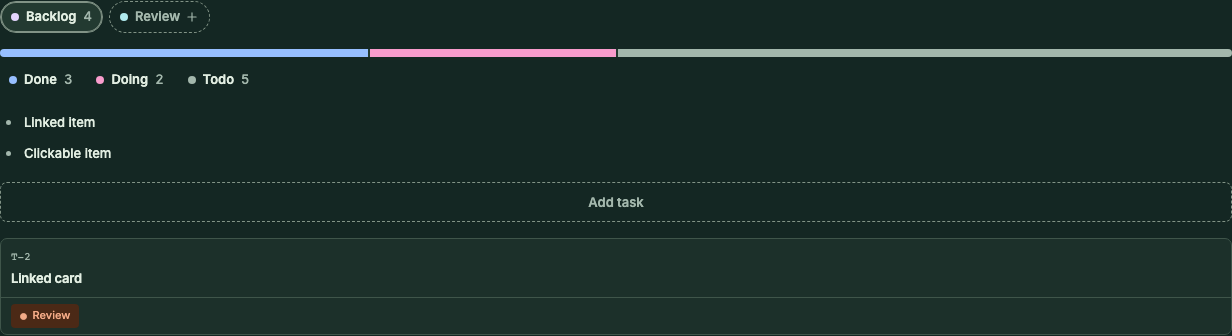 Backlog 4 Review +
Done 3 Doing 2 Todo 5
Linked item
Clickable item
Add task
T-2
Linked card
Review